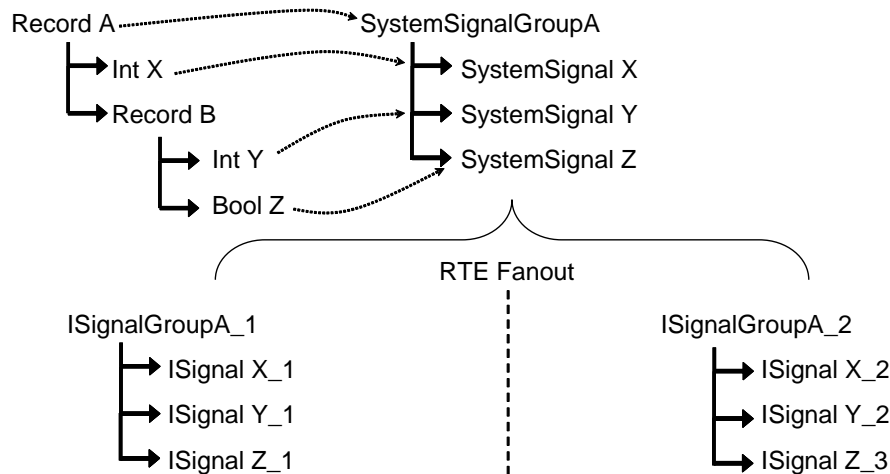 Record A
Int X
Record B
Int Y
Bool Z
SystemSignalGroupA
SystemSignal X
SystemSignal Y
SystemSignal Z
RTE Fanout
ISignalGroupA_1
ISignal X_1
ISignal Y_1
ISignal Z_1
ISignalGroupA_2
ISignal X_2
ISignal Y_2
ISignal Z_3